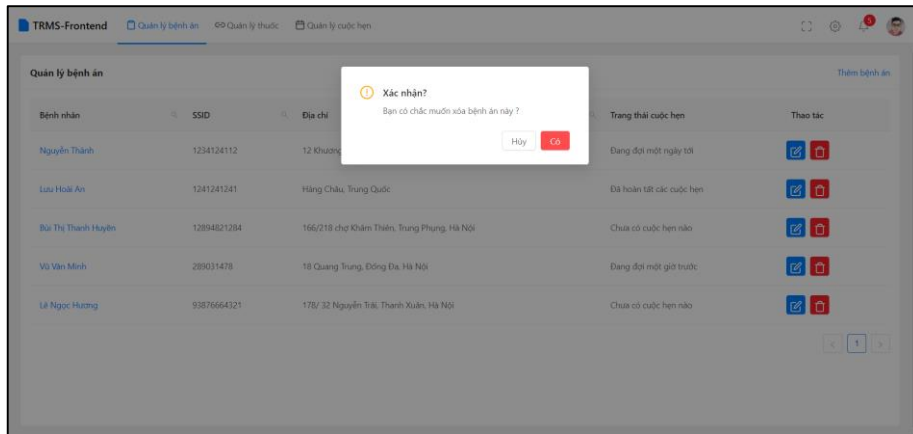 TRMS-Frontend Quản lý bệnh án Quản lý thuốc Quản lý cuộc hẹn 5
Quản lý bệnh án Thêm bệnh án
Xác nhận?
Bạn có chắc muốn xóa bệnh án này ?
Hủy Có
Bệnh nhân SSID Địa chỉ Trạng thái cuộc hẹn Thao tác
Nguyễn Thành 1234124112 12 Khương Đang đợi một ngày tới
Lưu Hoài An 1241241241 Hàng Châu, Trung Quốc Đã hoàn tất các cuộc hẹn
Bùi Thị Thanh Huyền 12894821284 166/218 chợ Khâm Thiên, Trung Phụng, Hà Nội Chưa có cuộc hẹn nào
Vũ Văn Minh 289031478 18 Quang Trung, Đống Đa, Hà Nội Đang đợi một giờ trước
Lê Ngọc Hương 93876664321 178/ 32 Nguyễn Trãi, Thanh Xuân, Hà Nội Chưa có cuộc hẹn nào
< 1 >